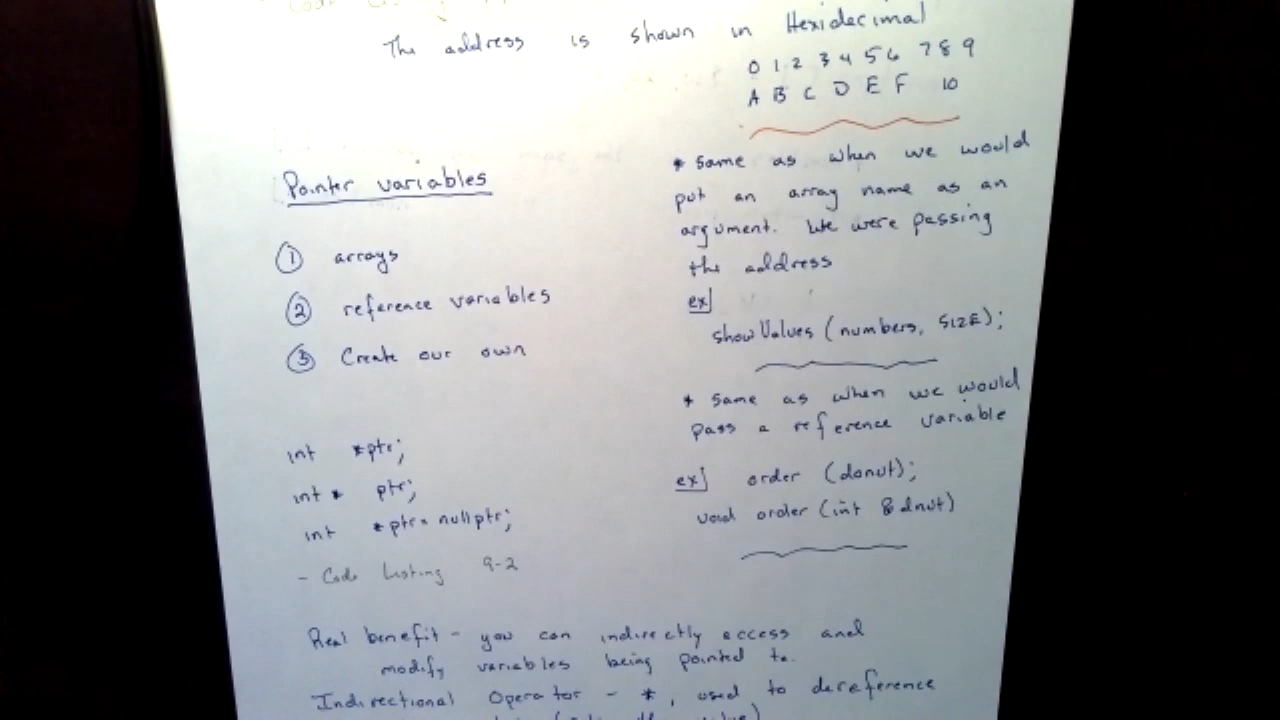 Code Listing
The address is shown in Hexidecimal
0 1 2 3 4 5 6 7 8 9
A B C D E F 10
Pointer variables
① arrays
② reference variables
③ Create our own
int *ptr;
int* ptr;
int *ptr = nullptr;
- Code Listing 9-2
* same as when we would
put an array name as an
argument. We were passing
the address
ex]
showValues (numbers, SIZE);
* same as when we would
pass a reference variable
ex] order (donut);
void order (int &dnut)
Real benefit - you can indirectly access and
modify variables being pointed to.
Indirectional Operator - *, used to dereference